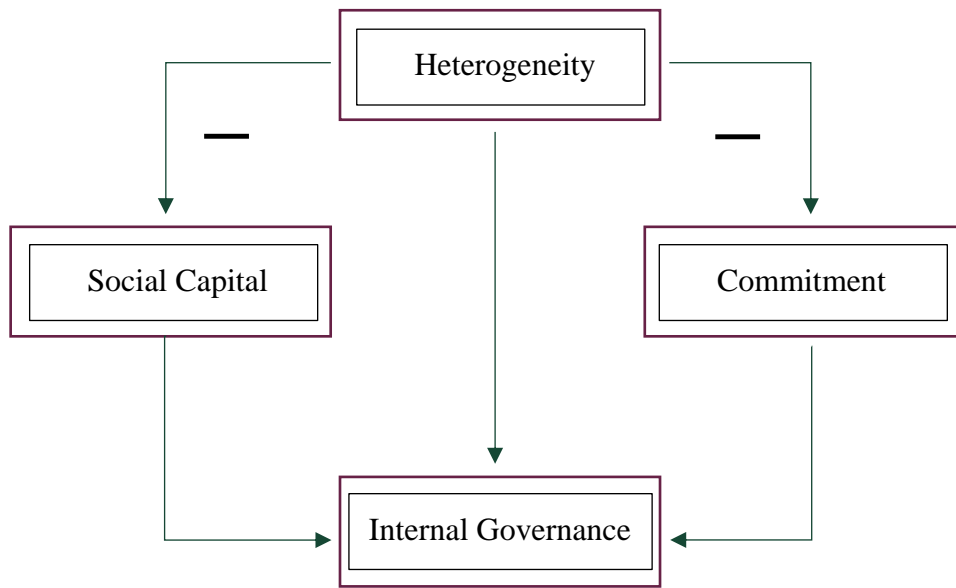 Heterogeneity
—
—
Social Capital
Commitment
Internal Governance